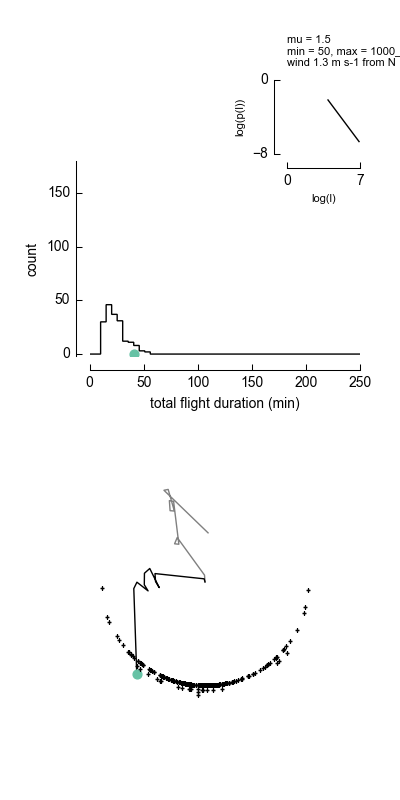 mu = 1.5
min = 50, max = 1000_
wind 1.3 m s-1 from N
0
−8
log(p(l))
0 7
log(l)
150
100
50
0
count
0 50 100 150 200 250
total flight duration (min)